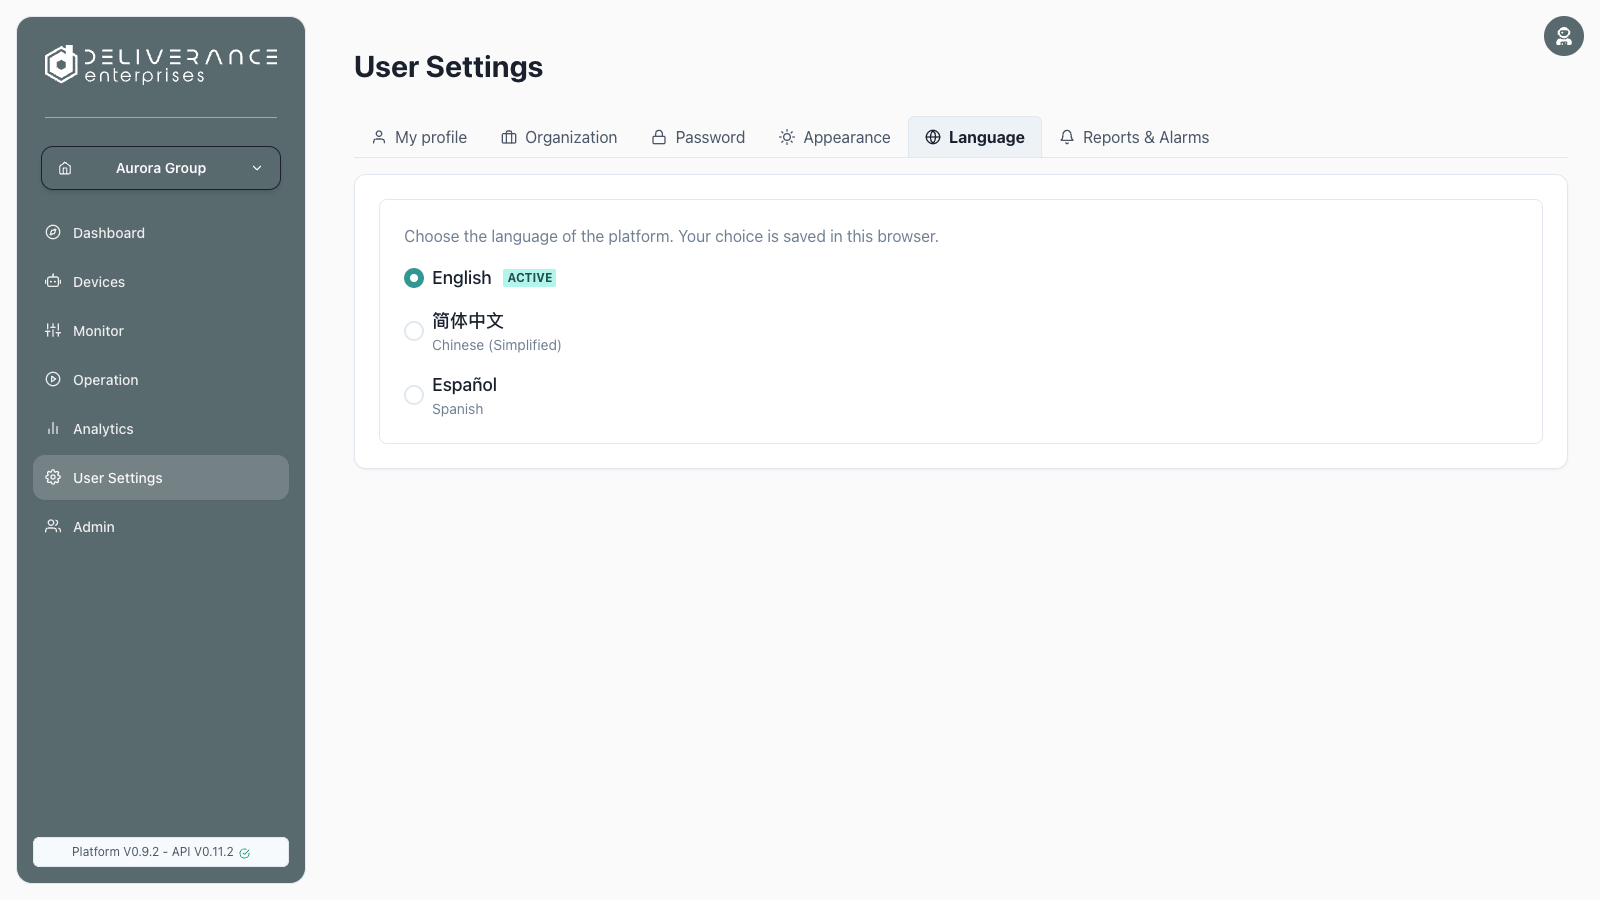 DELIVERANCE
enterprises
Aurora Group
Dashboard
Devices
Monitor
Operation
Analytics
User Settings
Admin
Platform V0.9.2 - API V0.11.2
User Settings
My profile
Organization
Password
Appearance
Language
Reports & Alarms
Choose the language of the platform. Your choice is saved in this browser.
English ACTIVE
简体中文
Chinese (Simplified)
Español
Spanish